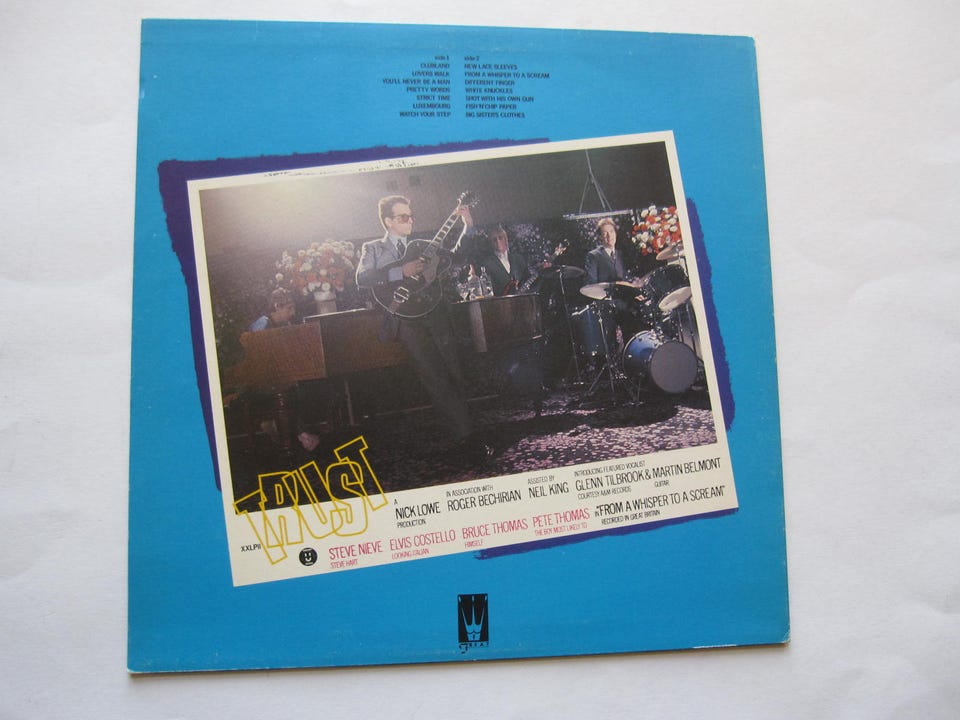 side 1
CLUBLAND
LOVERS WALK
YOU'LL NEVER BE A MAN
PRETTY WORDS
STRICT TIME
LUXEMBOURG
WATCH YOUR STEP
side 2
NEW LACE SLEEVES
FROM A WHISPER TO A SCREAM
DIFFERENT FINGER
WHITE KNUCKLES
SHOT WITH HIS OWN GUN
FISH 'N' CHIP PAPER
BIG SISTER'S CLOTHES
TRUST
XXLP11
A
NICK LOWE
PRODUCTION
IN ASSOCIATION WITH
ROGER BECHIRIAN
ASSISTED BY
NEIL KING
INTRODUCING FEATURED VOCALIST
GLENN TILBROOK & MARTIN BELMONT
COURTESY A&M RECORDS
GUITAR
STEVE NIEVE
STEVE HART
ELVIS COSTELLO
LOOKING ITALIAN
BRUCE THOMAS
HIMSELF
PETE THOMAS
THE BOY MOST LIKELY TO
IN "FROM A WHISPER TO A SCREAM"
RECORDED IN GREAT BRITAIN